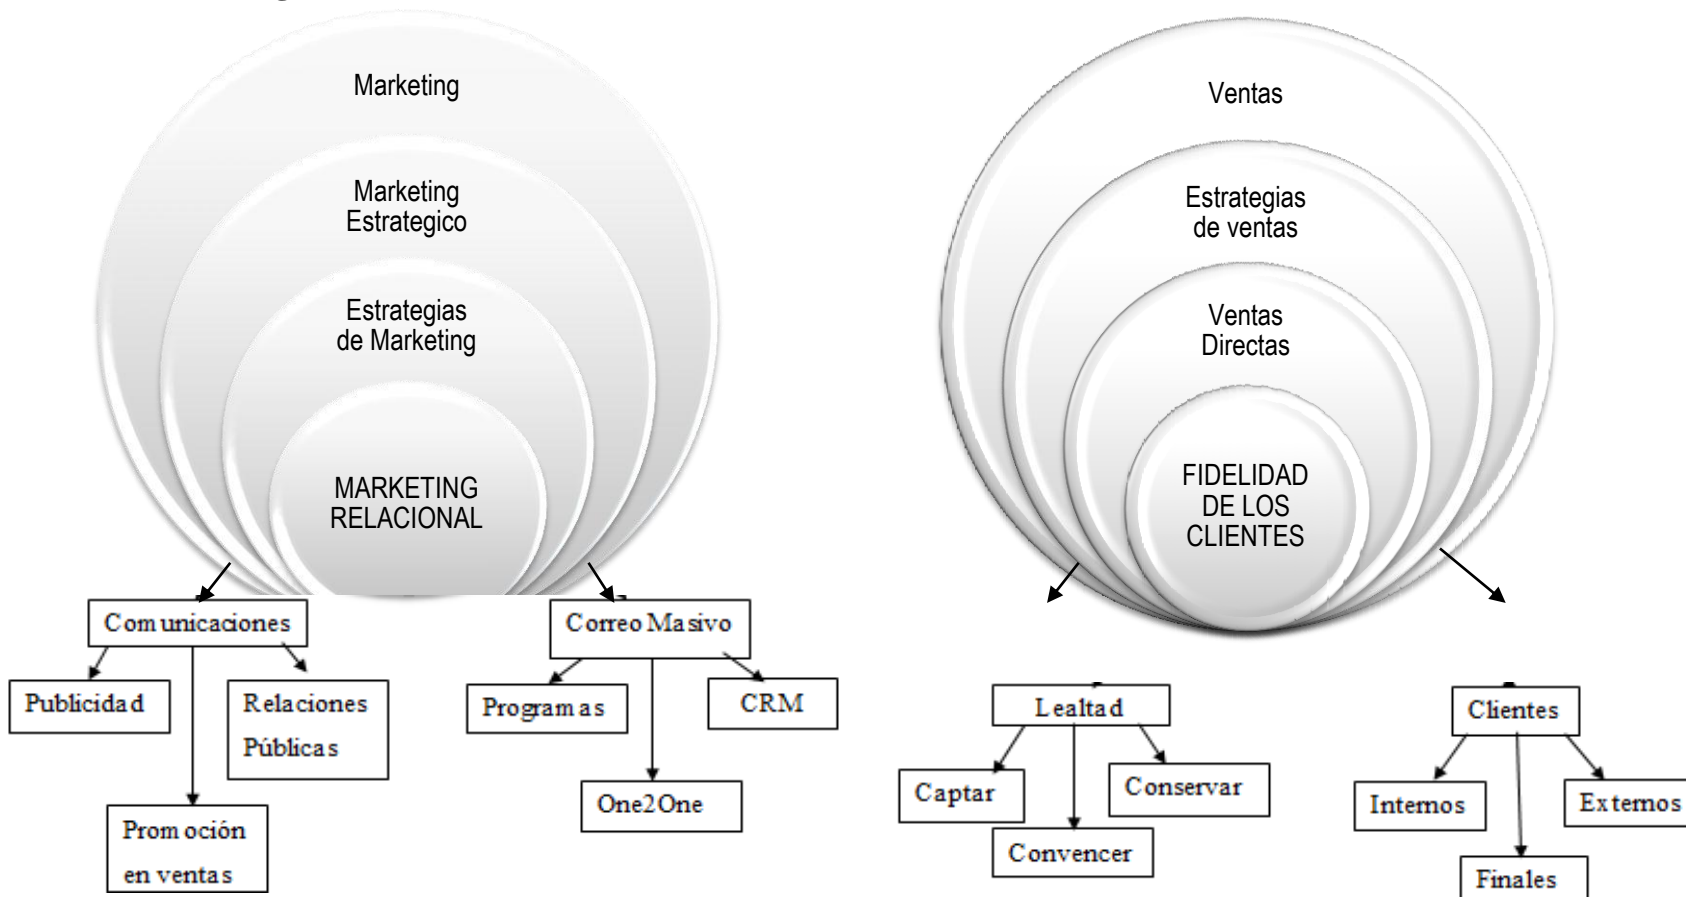 Marketing
Marketing
Estrategico
Estrategias
de Marketing
MARKETING
RELACIONAL
Comunicaciones
Publicidad
Relaciones
Públicas
Promoción
en ventas
Correo Masivo
Programas
CRM
One2One
Ventas
Estrategias
de ventas
Ventas
Directas
FIDELIDAD
DE LOS
CLIENTES
Lealtad
Captar
Conservar
Convencer
Clientes
Internos
Externos
Finales